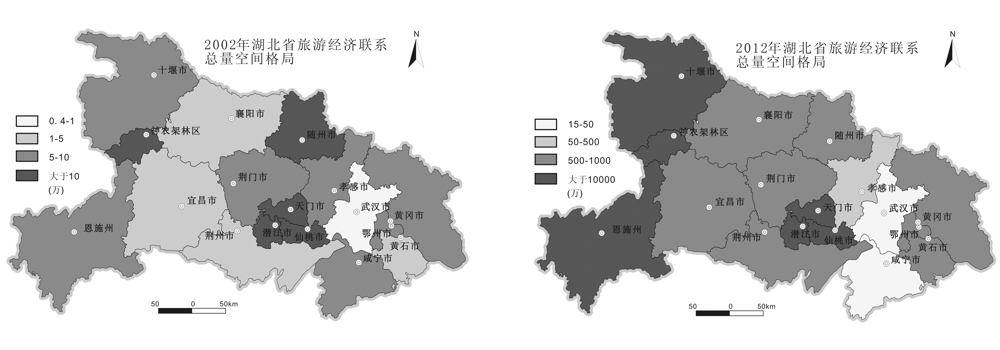 2002年湖北省旅游经济联系
总量空间格局
N
十堰市
襄阳市
神农架林区
随州市
荆门市
孝感市
宜昌市
天门市
武汉市
黄冈市
恩施州
潜江市
仙桃市
荆州市
鄂州市
黄石市
咸宁市
0.4-1
1-5
5-10
大于10
(万)
50 0 50km
2012年湖北省旅游经济联系
总量空间格局
N
十堰市
襄阳市
神农架林区
随州市
荆门市
孝感市
宜昌市
天门市
武汉市
黄冈市
恩施州
潜江市
仙桃市
荆州市
鄂州市
黄石市
咸宁市
15-50
50-500
500-1000
大于10000
(万)
50 0 50km